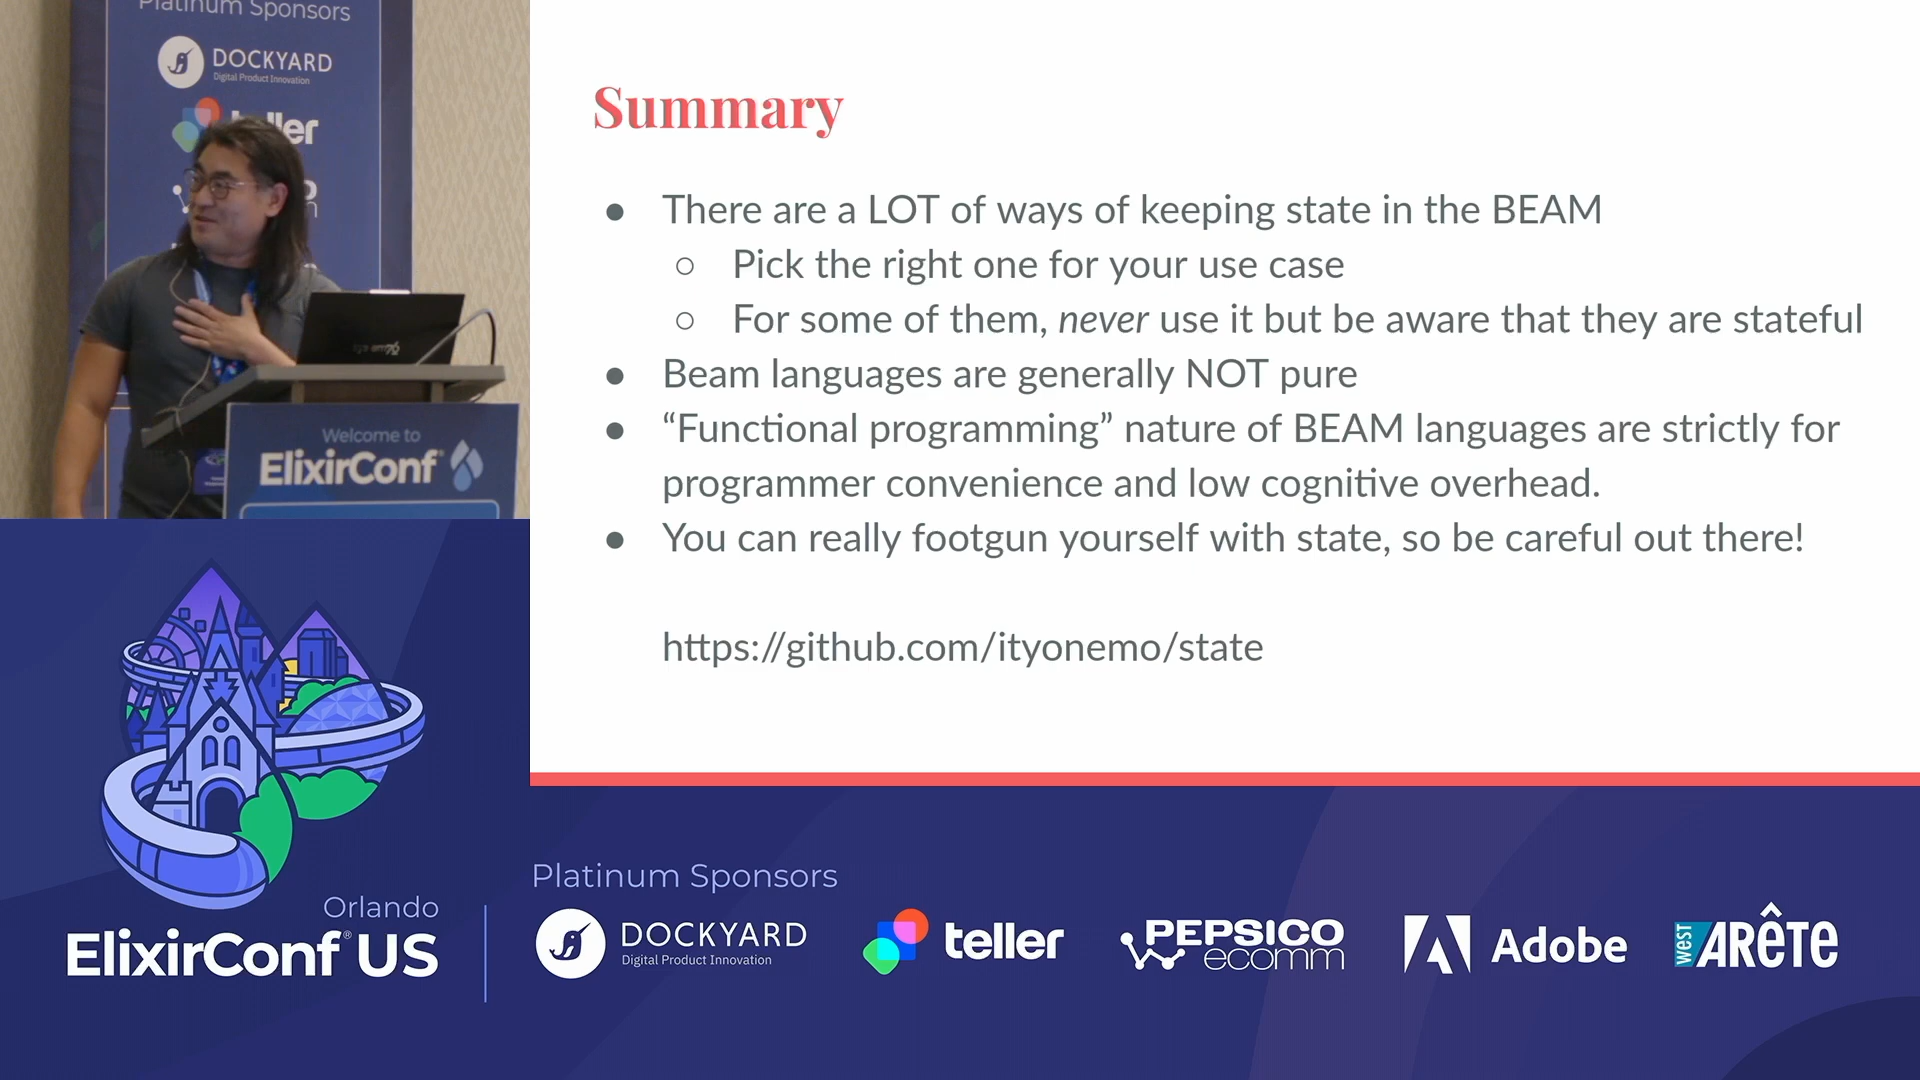 Platinum Sponsors
DOCKYARD
Digital Product Innovation
Welcome to
ElixirConf®
Summary
● There are a LOT of ways of keeping state in the BEAM
○ Pick the right one for your use case
○ For some of them, never use it but be aware that they are stateful
● Beam languages are generally NOT pure
● “Functional programming” nature of BEAM languages are strictly for
programmer convenience and low cognitive overhead.
● You can really footgun yourself with state, so be careful out there!
https://github.com/ityonemo/state
Orlando
ElixirConf® US
Platinum Sponsors
DOCKYARD
Digital Product Innovation
teller
PEPSICO
ecomm
Adobe
west ARÊTE